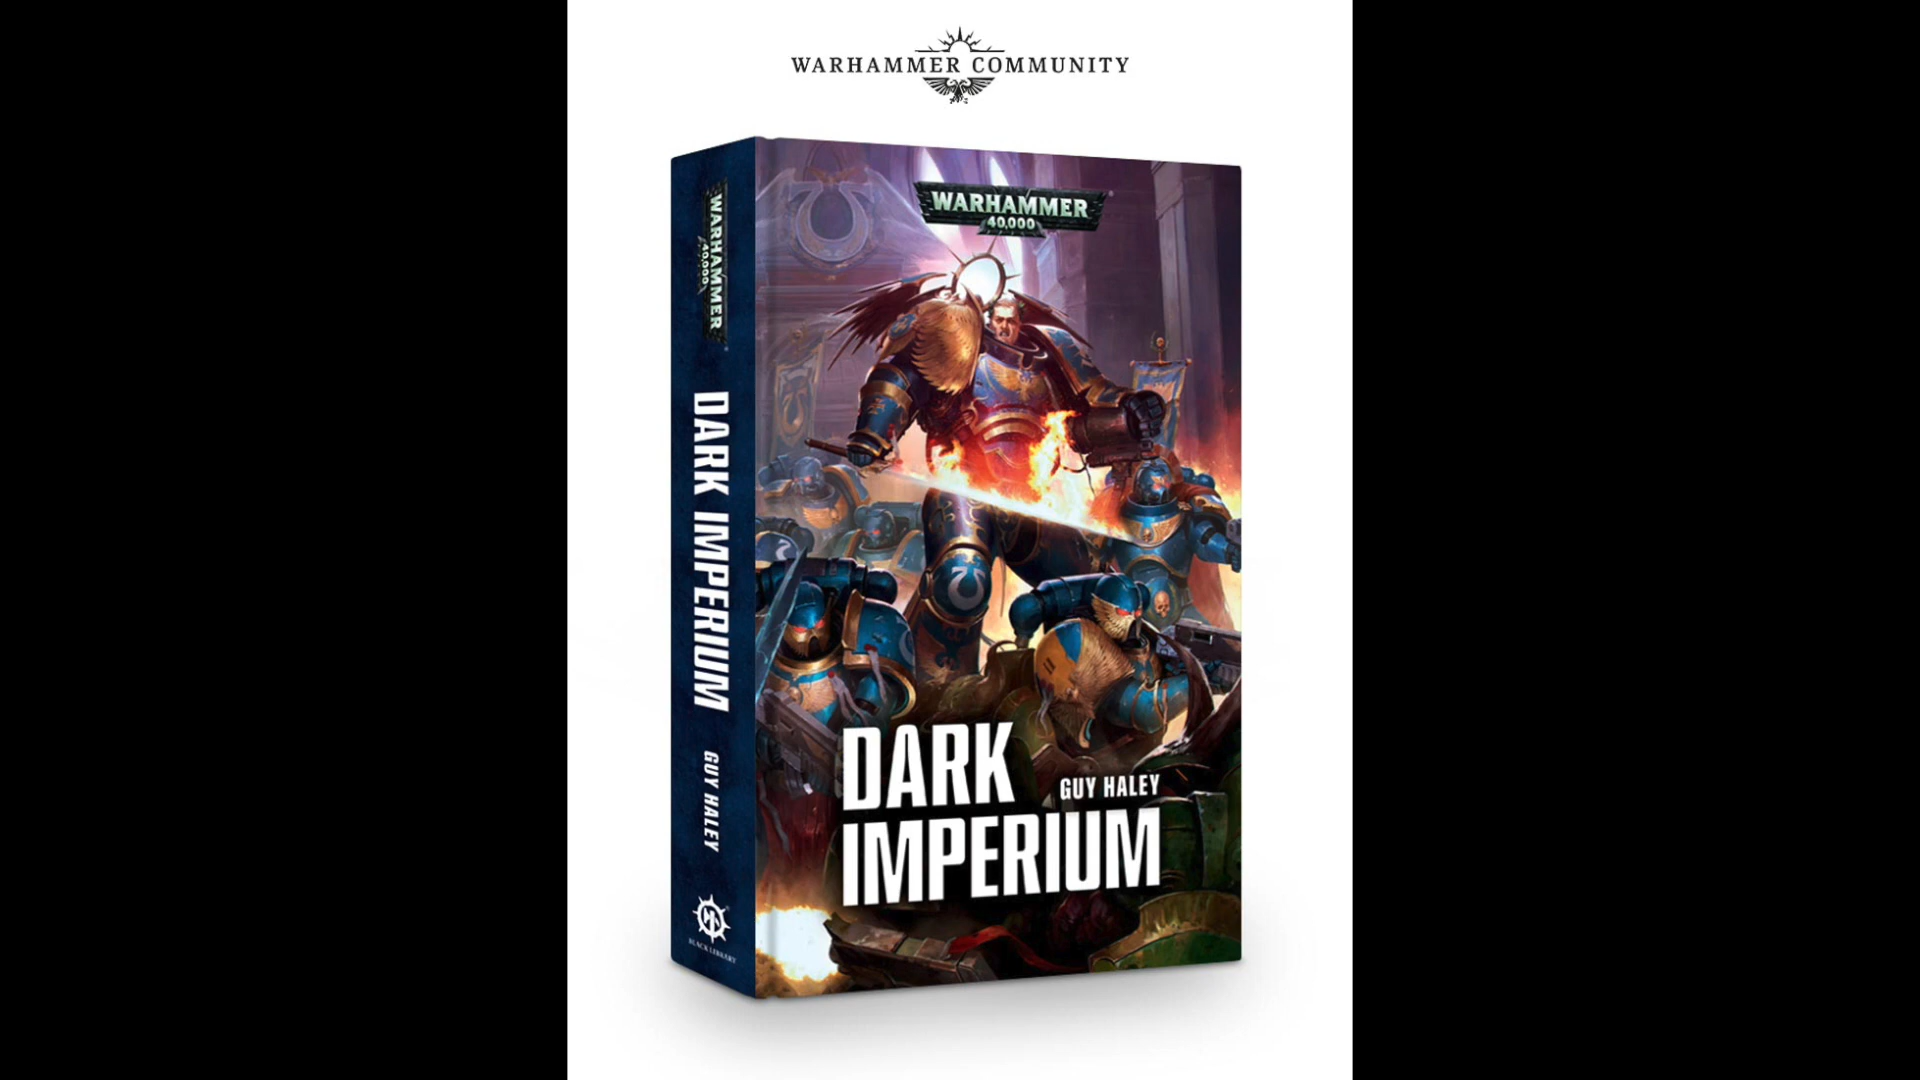 WARHAMMER COMMUNITY
WARHAMMER
40,000
DARK IMPERIUM
GUY HALEY
BLACK LIBRARY
WARHAMMER
40,000
DARK
GUY HALEY
IMPERIUM